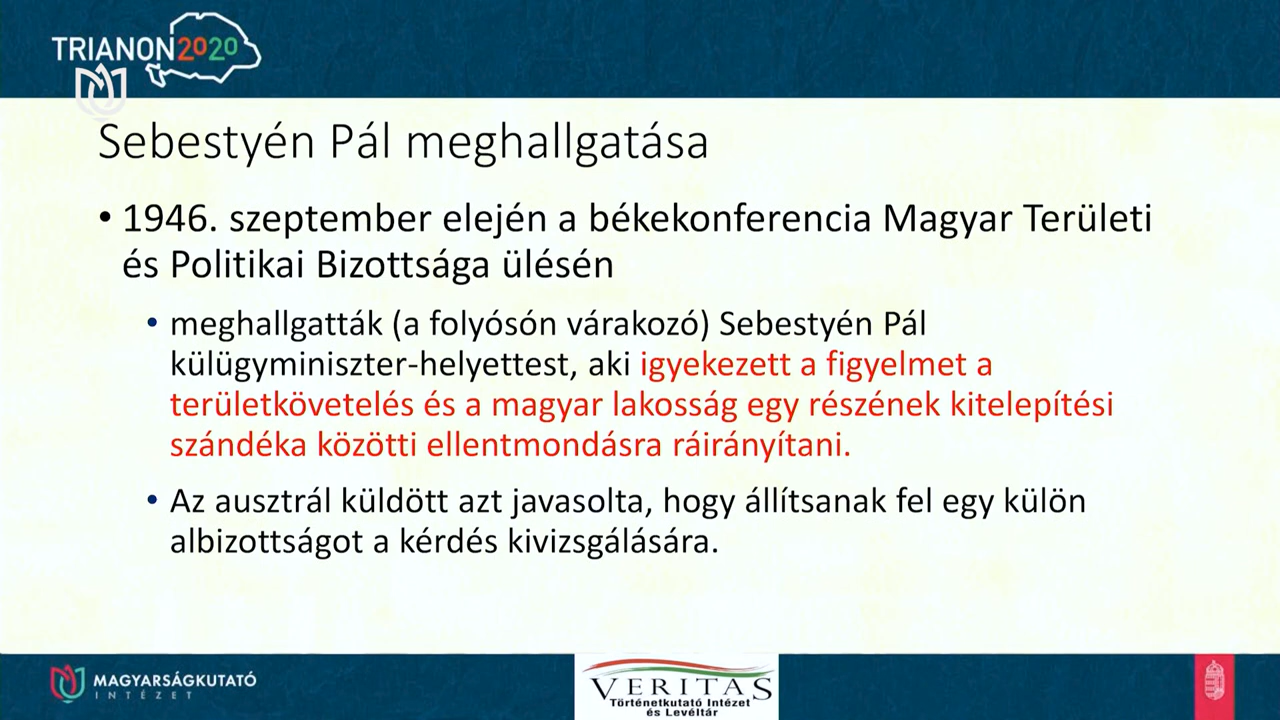 TRIANON2020
Sebestyén Pál meghallgatása
• 1946. szeptember elején a békekonferencia Magyar Területi
és Politikai Bizottsága ülésén
• meghallgatták (a folyósón várakozó) Sebestyén Pál
külügyminiszter-helyettest, aki igyekezett a figyelmet a
területkövetelés és a magyar lakosság egy részének kitelepítési
szándéka közötti ellentmondásra ráirányítani.
• Az ausztrál küldött azt javasolta, hogy állítsanak fel egy külön
albizottságot a kérdés kivizsgálására.
MAGYARSÁGKUTATÓ
INTÉZET
VERITAS
Történetkutató Intézet
és Levéltár